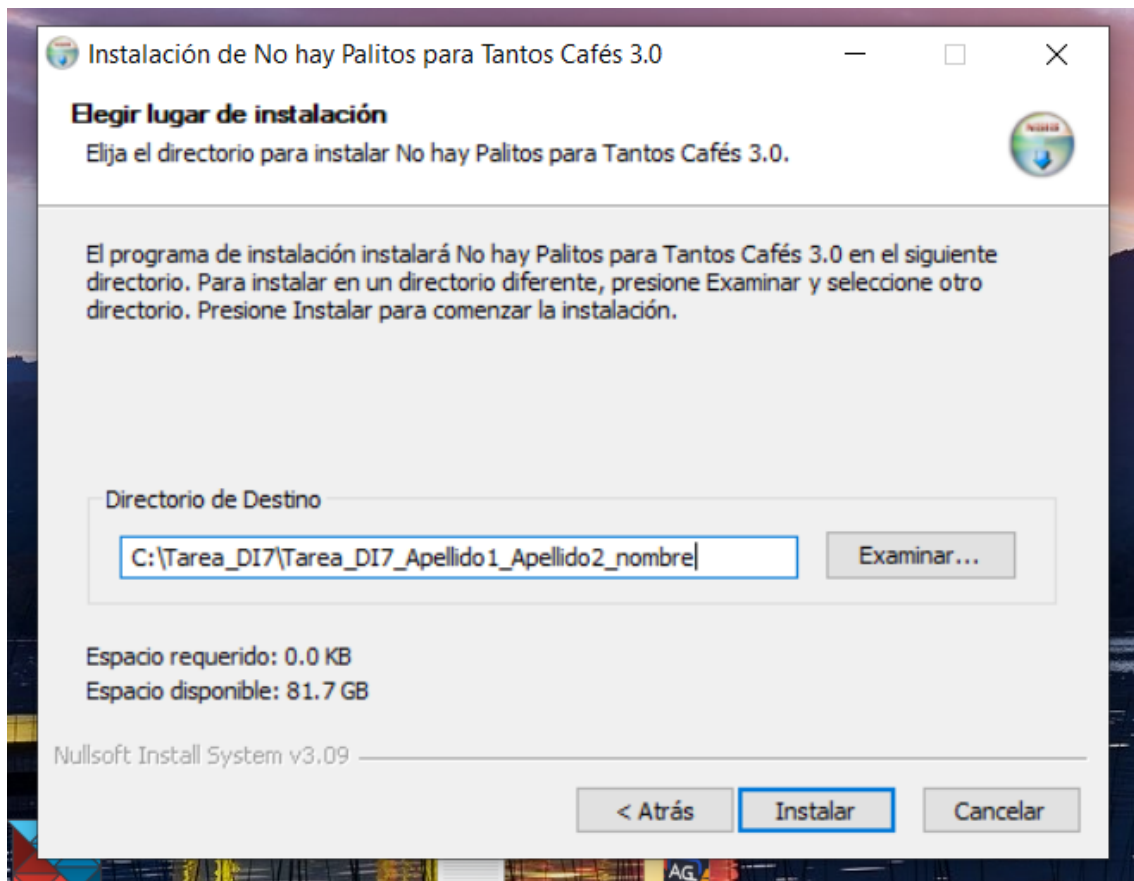 Instalación de No hay Palitos para Tantos Cafés 3.0
Elegir lugar de instalación
Elija el directorio para instalar No hay Palitos para Tantos Cafés 3.0.
El programa de instalación instalará No hay Palitos para Tantos Cafés 3.0 en el siguiente
directorio. Para instalar en un directorio diferente, presione Examinar y seleccione otro
directorio. Presione Instalar para comenzar la instalación.
Directorio de Destino
C:\Tarea_DI7\Tarea_DI7_Apellido1_Apellido2_nombre
Examinar...
Espacio requerido: 0.0 KB
Espacio disponible: 81.7 GB
Nullsoft Install System v3.09
< Atrás
Instalar
Cancelar
AG